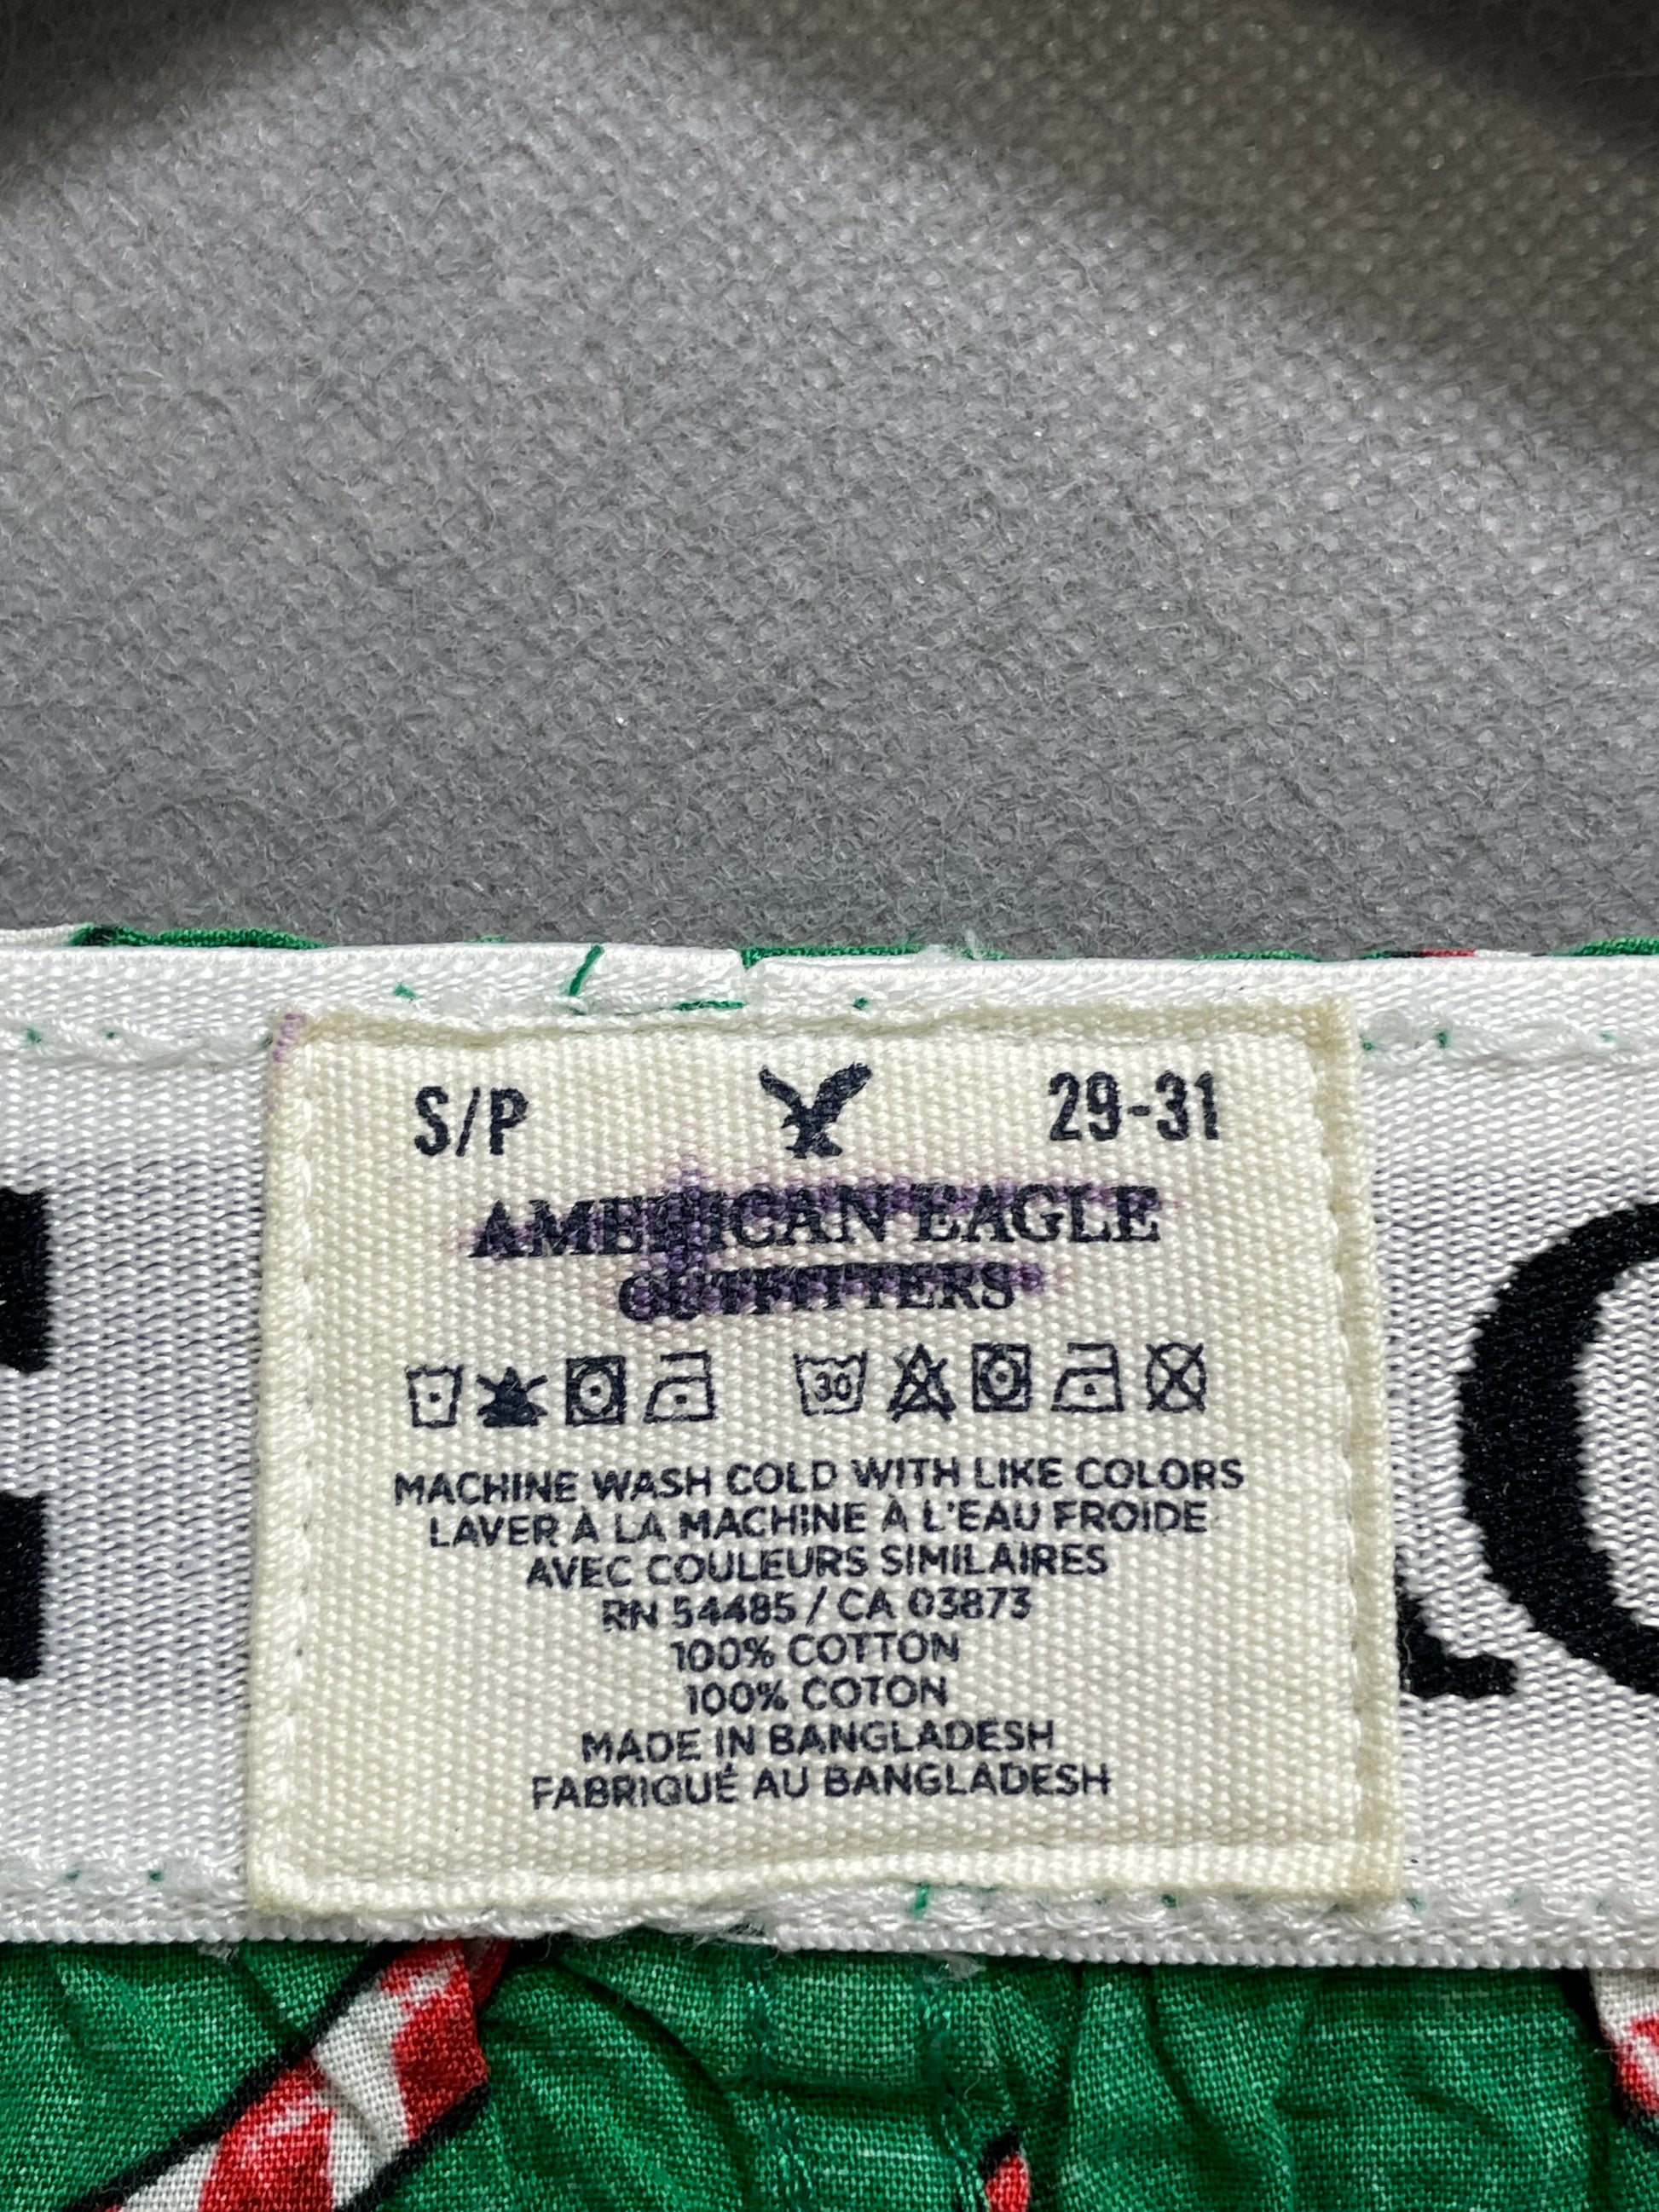 S/P 29-31
AMERICAN EAGLE
OUTFITTERS
30
MACHINE WASH COLD WITH LIKE COLORS
LAVER À LA MACHINE À L'EAU FROIDE
AVEC COULEURS SIMILAIRES
RN 54485 / CA 03873
100% COTTON
100% COTON
MADE IN BANGLADESH
FABRIQUÉ AU BANGLADESH